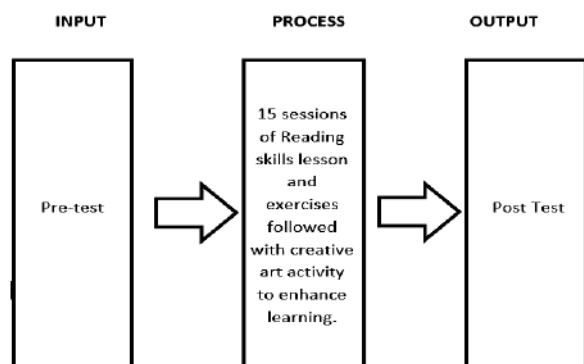 INPUT
PROCESS
OUTPUT
Pre-test
15 sessions
of Reading
skills lesson
and
exercises
followed
with creative
art activity
to enhance
learning.
Post Test